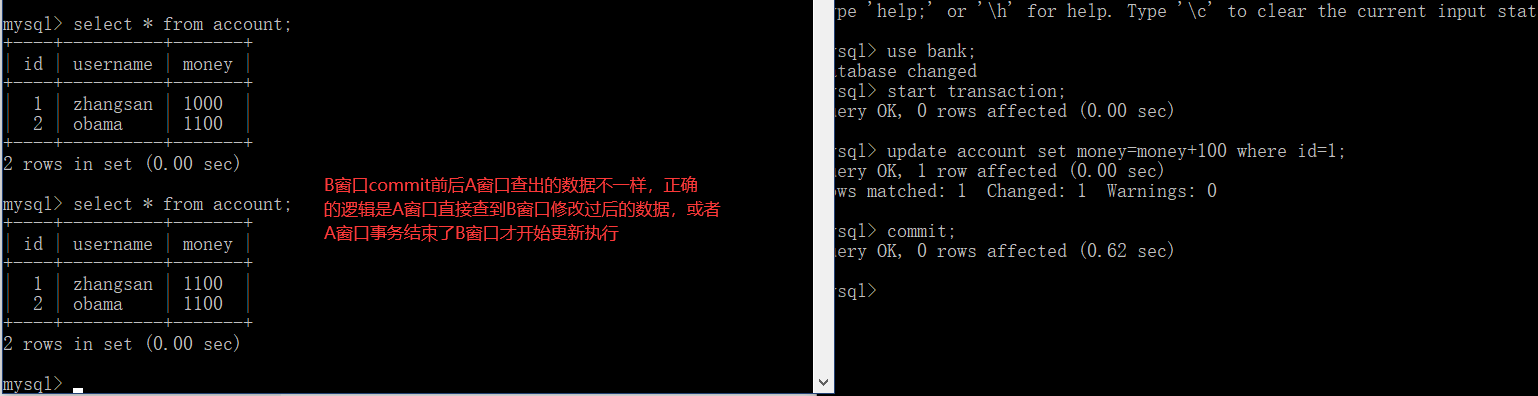 mysql> select * from account;
+----+----------+-------+
| id | username | money |
+----+----------+-------+
|  1 | zhangsan | 1000  |
|  2 | obama    | 1100  |
+----+----------+-------+
2 rows in set (0.00 sec)
mysql> select * from account;
+----+----------+-------+
| id | username | money |
+----+----------+-------+
|  1 | zhangsan | 1100  |
|  2 | obama    | 1100  |
+----+----------+-------+
2 rows in set (0.00 sec)
mysql>
B窗口commit前后A窗口查出的数据不一样，正确
的逻辑是A窗口直接查到B窗口修改过后的数据，或者
A窗口事务结束了B窗口才开始更新执行
ype 'help;' or '\h' for help. Type '\c' to clear the current input stat
sql> use bank;
tabase changed
sql> start transaction;
ery OK, 0 rows affected (0.00 sec)
sql> update account set money=money+100 where id=1;
ery OK, 1 row affected (0.00 sec)
ows matched: 1  Changed: 1  Warnings: 0
sql> commit;
ery OK, 0 rows affected (0.62 sec)
sql>